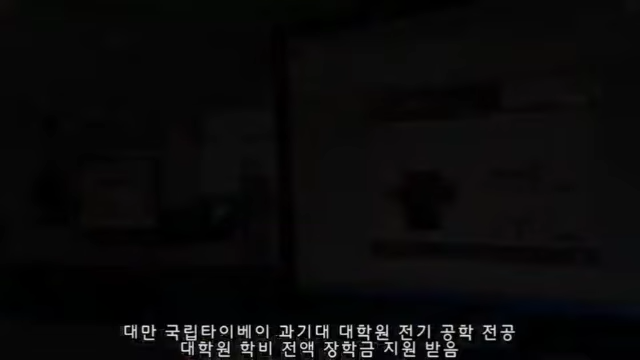 대만 국립타이베이 과기대 대학원 전기 공학 전공
대학원 학비 전액 장학금 지원 받음